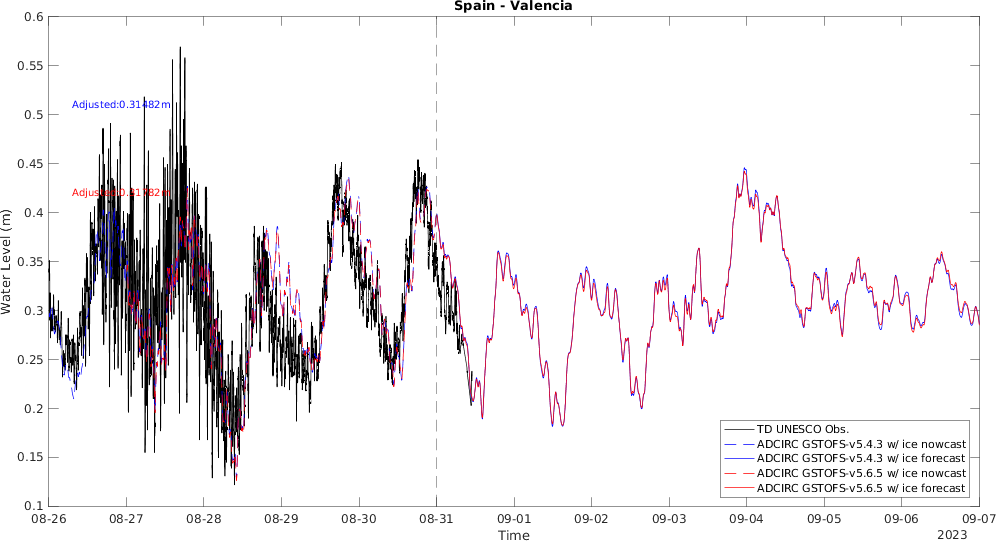 Spain - Valencia
0.6
0.55
0.5
0.45
0.4
0.35
0.3
0.25
0.2
0.15
0.1
Water Level (m)
Adjusted:0.31482m
TD UNESCO Obs.
ADCIRC GSTOFS-v5.4.3 w/ ice nowcast
ADCIRC GSTOFS-v5.4.3 w/ ice forecast
ADCIRC GSTOFS-v5.6.5 w/ ice nowcast
ADCIRC GSTOFS-v5.6.5 w/ ice forecast
08-26 08-27 08-28 08-29 08-30 08-31 09-01 09-02 09-03 09-04 09-05 09-06 09-07
Time
2023